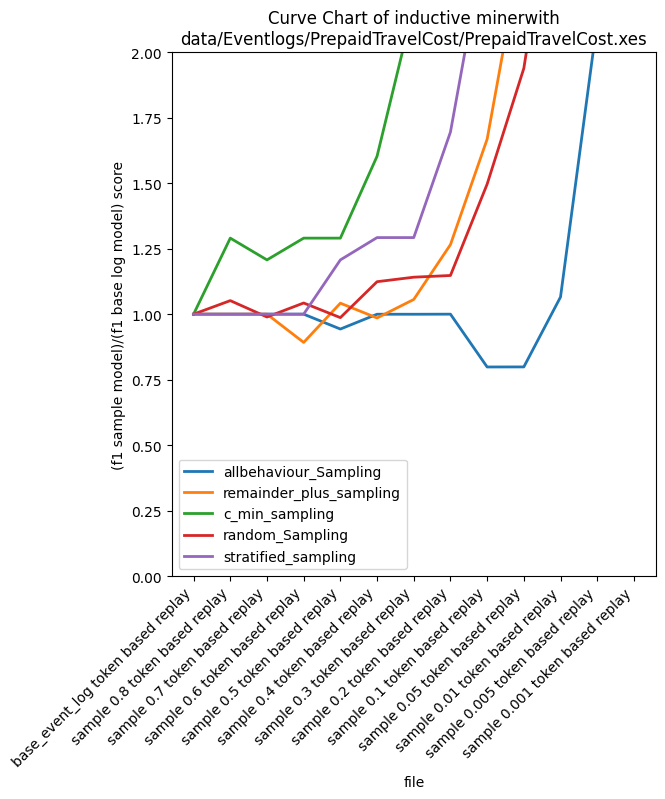 Curve Chart of inductive minerwith
data/Eventlogs/PrepaidTravelCost/PrepaidTravelCost.xes
(f1 sample model)/(f1 base log model) score
2.00
1.75
1.50
1.25
1.00
0.75
0.50
0.25
0.00
allbehaviour_Sampling
remainder_plus_sampling
c_min_sampling
random_Sampling
stratified_sampling
base_event_log token based replay
sample 0.8 token based replay
sample 0.7 token based replay
sample 0.6 token based replay
sample 0.5 token based replay
sample 0.4 token based replay
sample 0.3 token based replay
sample 0.2 token based replay
sample 0.1 token based replay
sample 0.05 token based replay
sample 0.01 token based replay
sample 0.005 token based replay
sample 0.001 token based replay
file